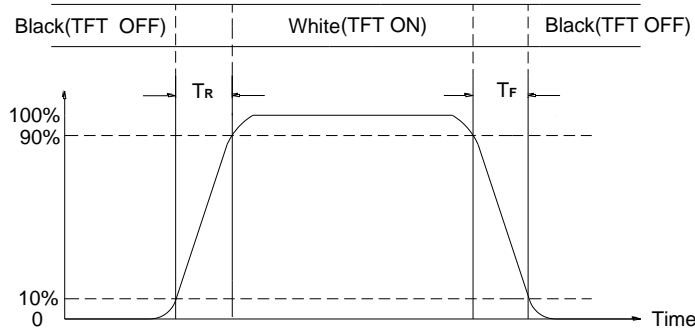 Black(TFT OFF) White(TFT ON) Black(TFT OFF)
TR TF
100%
90%
10%
0
Time